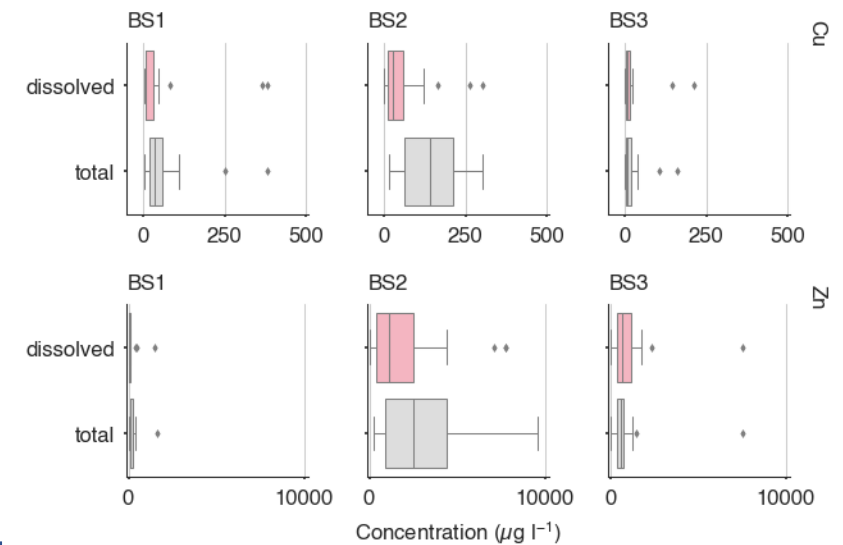 BS1 BS2 BS3 Cu
dissolved
total
0 250 500 0 250 500 0 250 500
BS1 BS2 BS3 Zn
dissolved
total
0 10000 0 10000 0 10000
Concentration (μg l⁻¹)